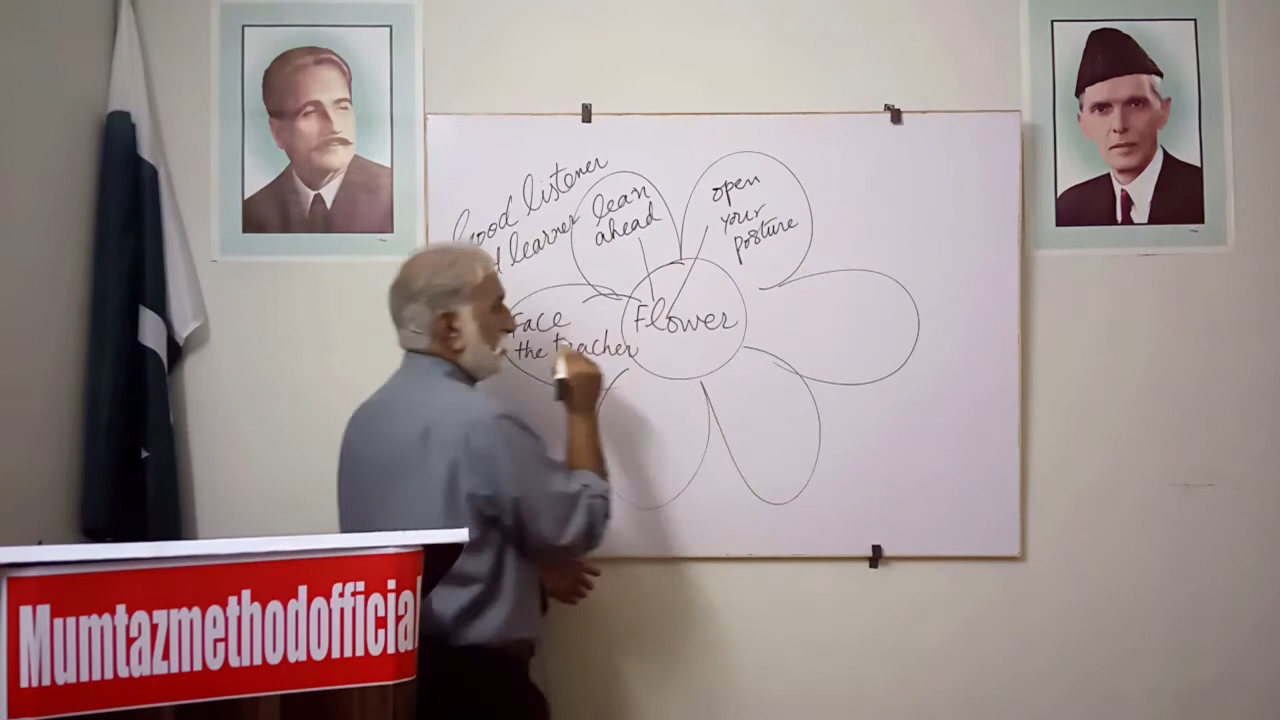 Good listener
learner
lean
ahead
open
your
posture
Face
the teacher
Flower
Mumtazmethodofficial